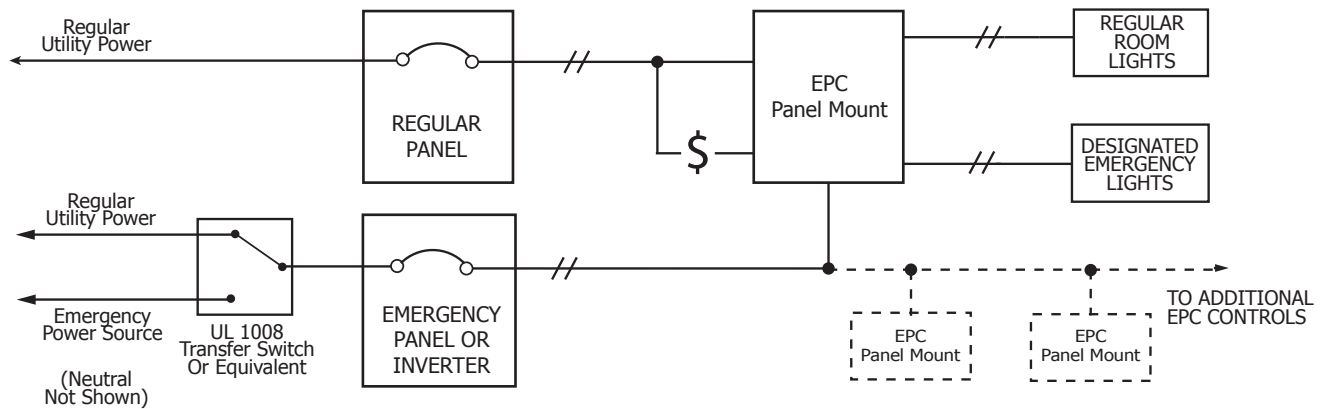 Regular
Utility Power
REGULAR
PANEL
$
EPC
Panel Mount
REGULAR
ROOM
LIGHTS
DESIGNATED
EMERGENCY
LIGHTS
Regular
Utility Power
Emergency
Power Source
(Neutral
Not Shown)
UL 1008
Transfer Switch
Or Equivalent
EMERGENCY
PANEL OR
INVERTER
EPC
Panel Mount
EPC
Panel Mount
TO ADDITIONAL
EPC CONTROLS